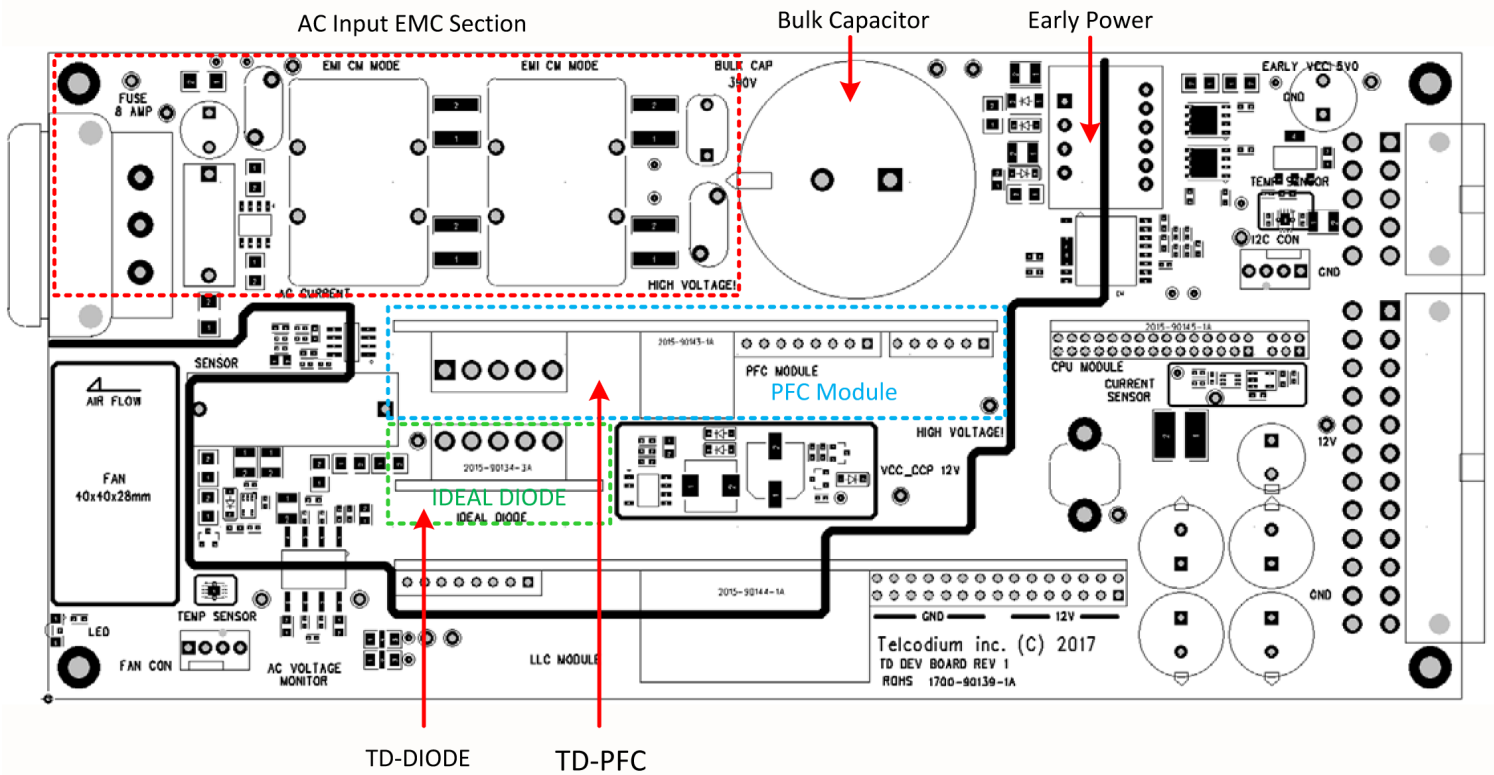 AC Input EMC Section
Bulk Capacitor
Early Power
EMI CM MODE
EMI CM MODE
BULK CAP
390V
EARLY VCC 5V0
GND
FUSE
8 AMP
TEMP SENSOR
I2C CON
GND
HIGH VOLTAGE!
AC CURRENT
SENSOR
2015-90143-1A
PFC MODULE
PFC Module
2015-90145-1A
CPU MODULE
CURRENT
SENSOR
AIR FLOW
HIGH VOLTAGE!
12V
FAN
40x40x28mm
2015-90134-3A
IDEAL DIODE
IDEAL DIODE
VCC_CCP 12V
2015-90144-1A
GND
12V
GND
TEMP SENSOR
LED
FAN CON
AC VOLTAGE
MONITOR
LLC MODULE
Telcodium inc. (C) 2017
TD DEV BOARD REV 1
ROHS 1700-90139-1A
TD-DIODE
TD-PFC